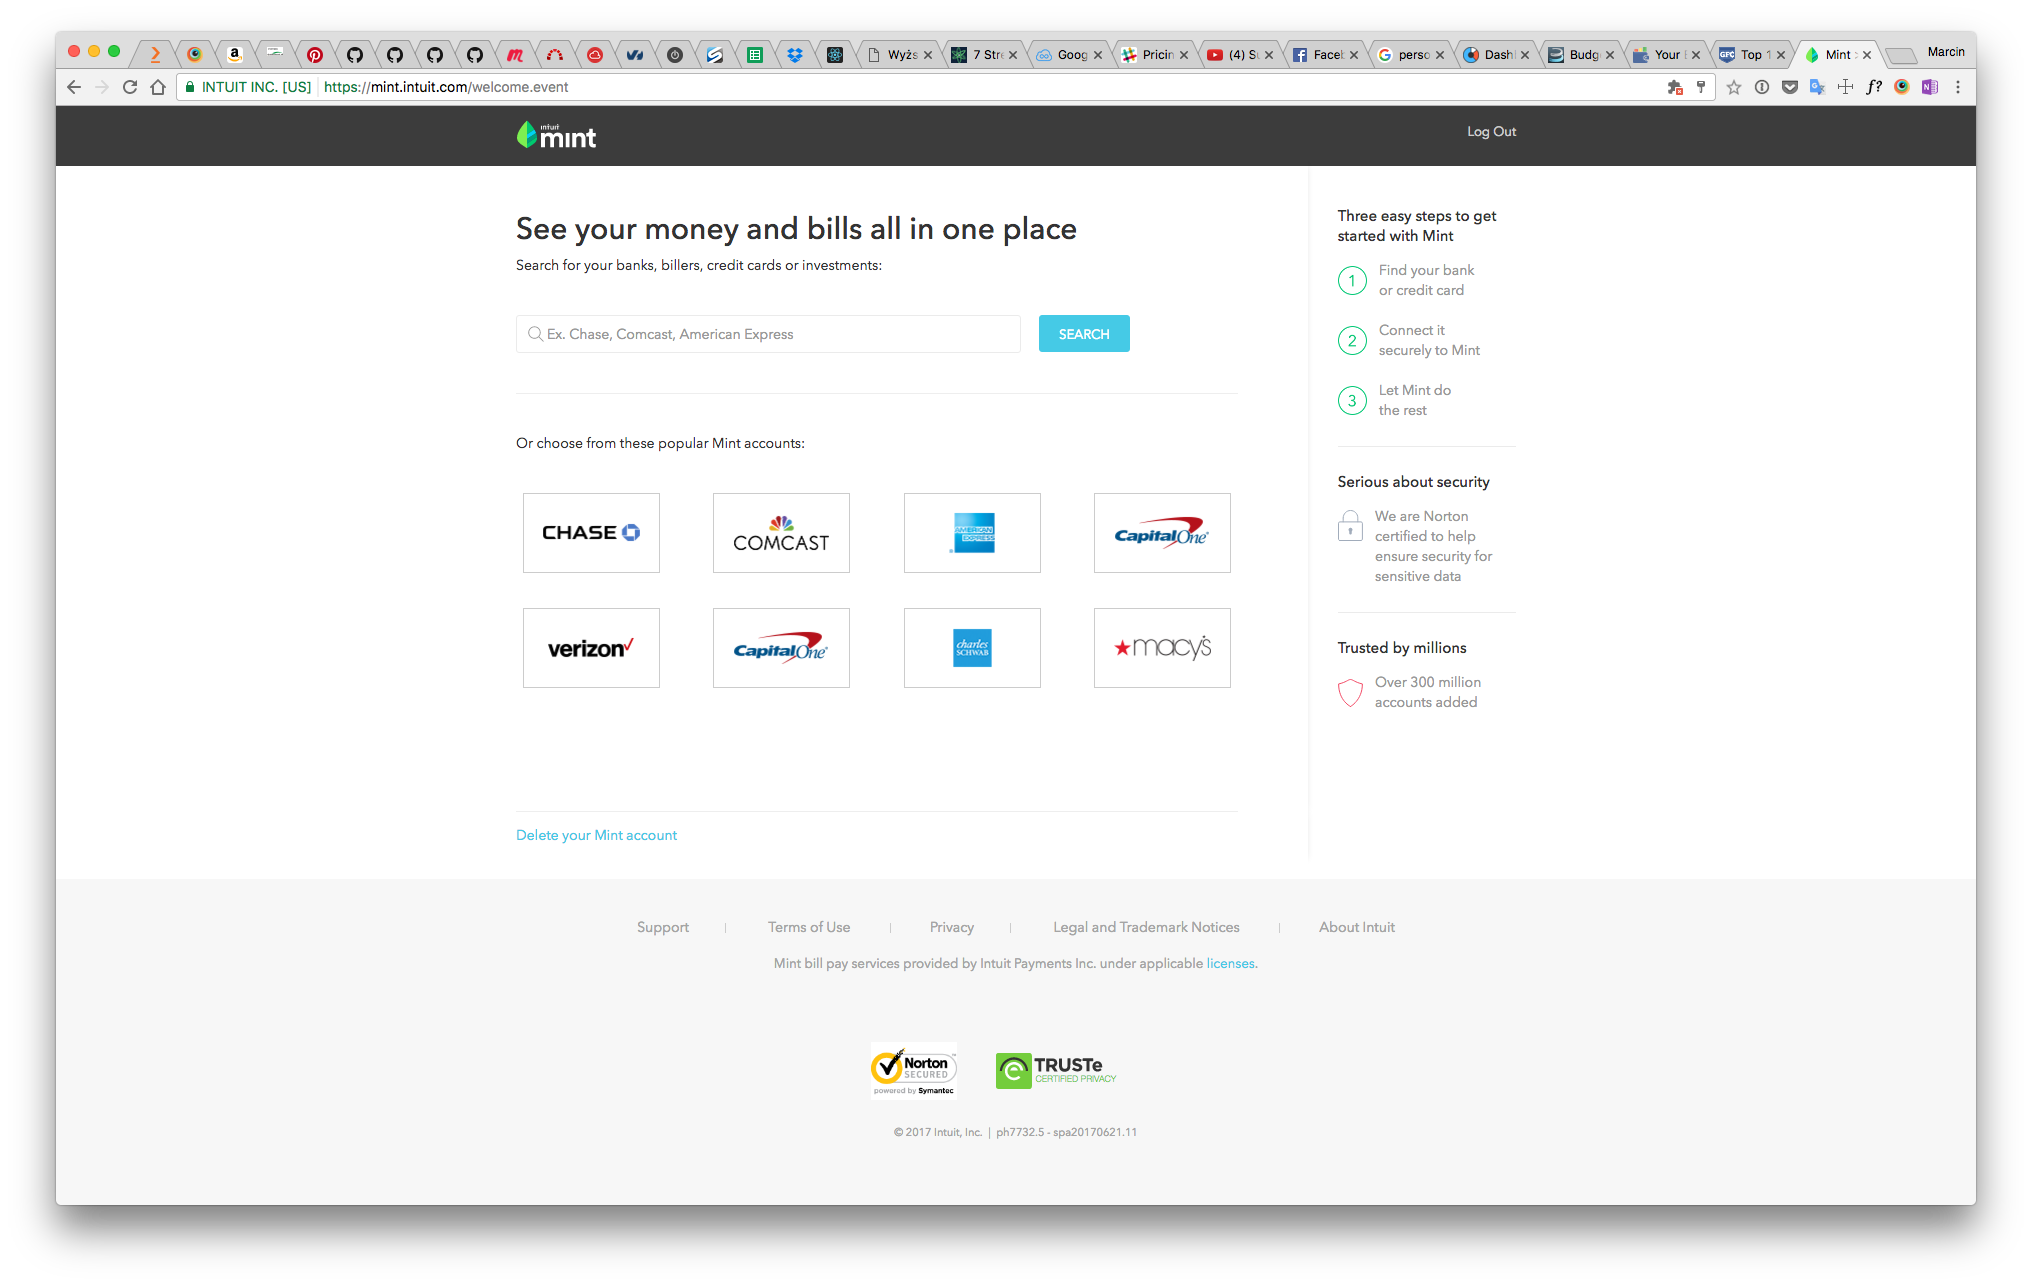 Wyżs
7 Stre
Goog
Pricin
(4) Su
Faceb
perso
Dash
Budg
Your
GFC Top 1
Mint
Marcin
INTUIT INC. [US] https://mint.intuit.com/welcome.event
f?
intuit
mint
Log Out
See your money and bills all in one place
Search for your banks, billers, credit cards or investments:
Ex. Chase, Comcast, American Express
SEARCH
Or choose from these popular Mint accounts:
CHASE
COMCAST
AMERICAN
EXPRESS
CapitalOne®
verizon
CapitalOne®
charles
SCHWAB
macy's
Delete your Mint account
Three easy steps to get
started with Mint
1 Find your bank
or credit card
2 Connect it
securely to Mint
3 Let Mint do
the rest
Serious about security
We are Norton
certified to help
ensure security for
sensitive data
Trusted by millions
Over 300 million
accounts added
Support | Terms of Use | Privacy | Legal and Trademark Notices | About Intuit
Mint bill pay services provided by Intuit Payments Inc. under applicable licenses.
Norton™
SECURED
powered by Symantec
TRUSTe
CERTIFIED PRIVACY
© 2017 Intuit, Inc. | ph7732.5 - spa20170621.11